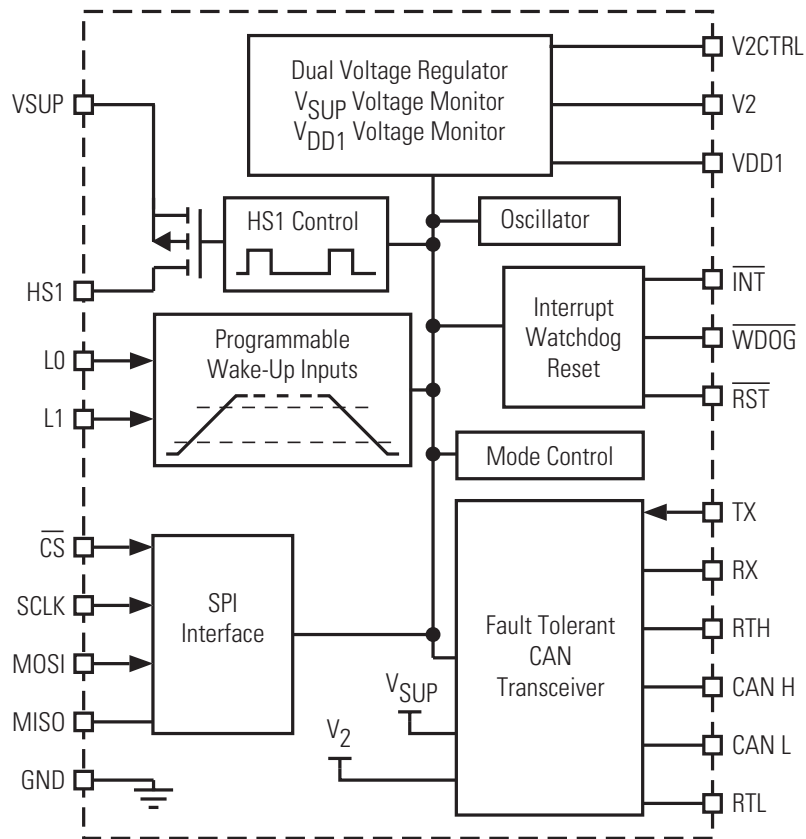 Dual Voltage Regulator
VSUP Voltage Monitor
VDD1 Voltage Monitor
V2CTRL
V2
VDD1
VSUP
HS1 Control
Oscillator
HS1
Interrupt
Watchdog
Reset
INT
WDOG
RST
L0
L1
Programmable
Wake-Up Inputs
Mode Control
CS
SCLK
MOSI
MISO
GND
SPI
Interface
Fault Tolerant
CAN
Transceiver
VSUP
V2
TX
RX
RTH
CAN H
CAN L
RTL